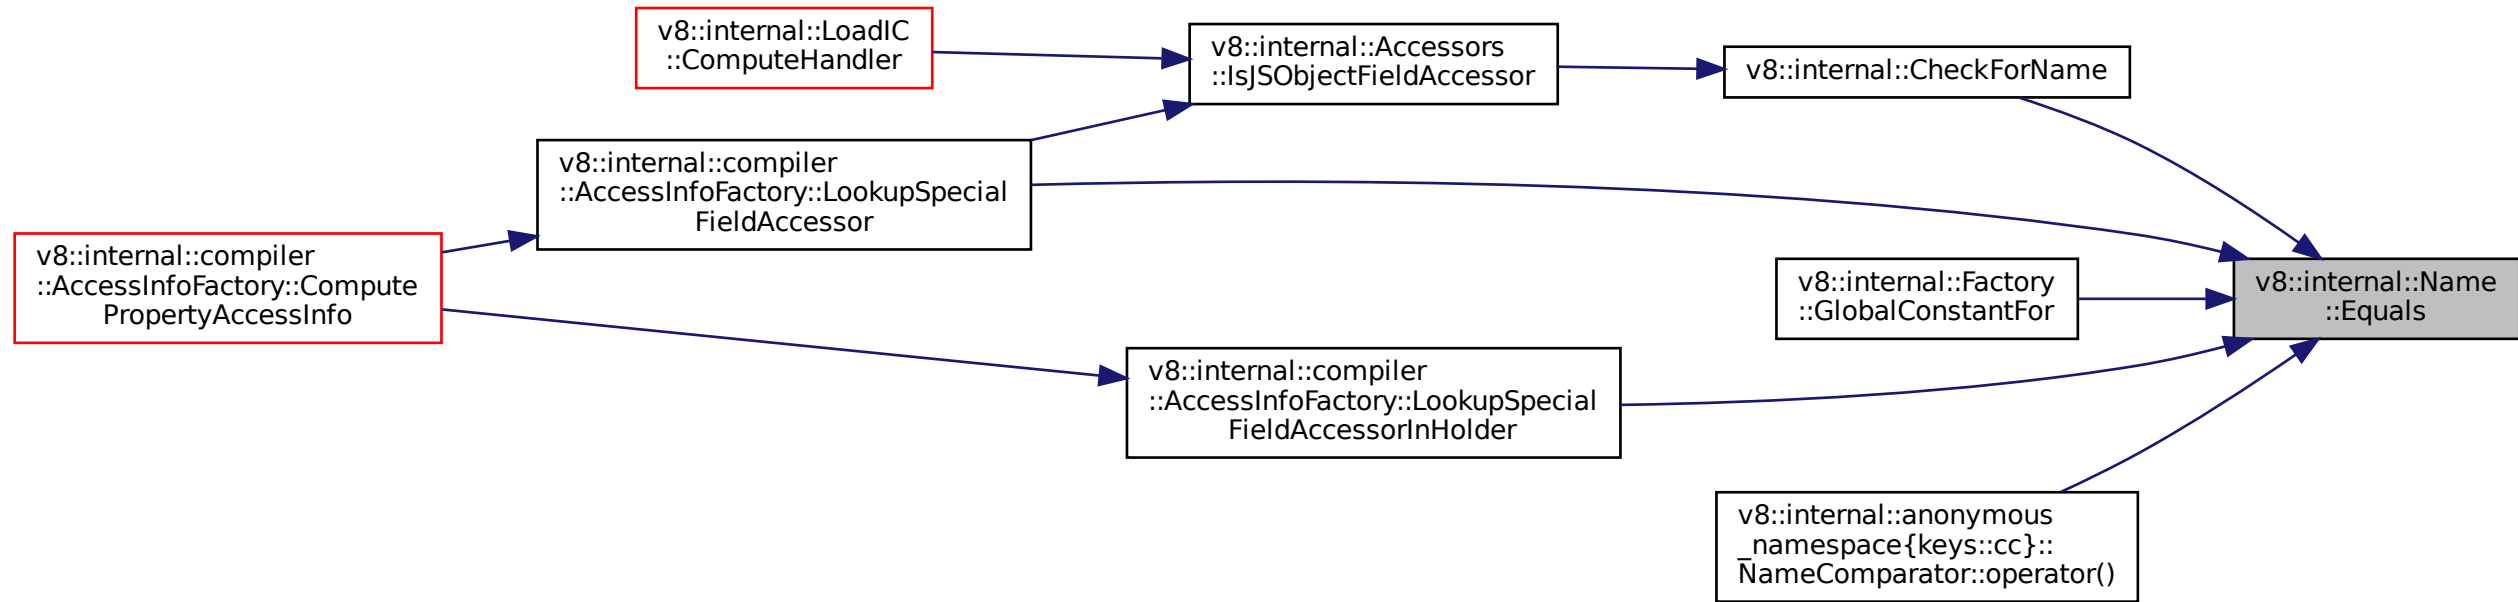 v8::internal::LoadIC
::ComputeHandler
v8::internal::Accessors
::IsJSObjectFieldAccessor
v8::internal::CheckForName
v8::internal::compiler
::AccessInfoFactory::LookupSpecial
FieldAccessor
v8::internal::compiler
::AccessInfoFactory::Compute
PropertyAccessInfo
v8::internal::Factory
::GlobalConstantFor
v8::internal::Name
::Equals
v8::internal::compiler
::AccessInfoFactory::LookupSpecial
FieldAccessorInHolder
v8::internal::anonymous
_namespace{keys::cc}::
NameComparator::operator()